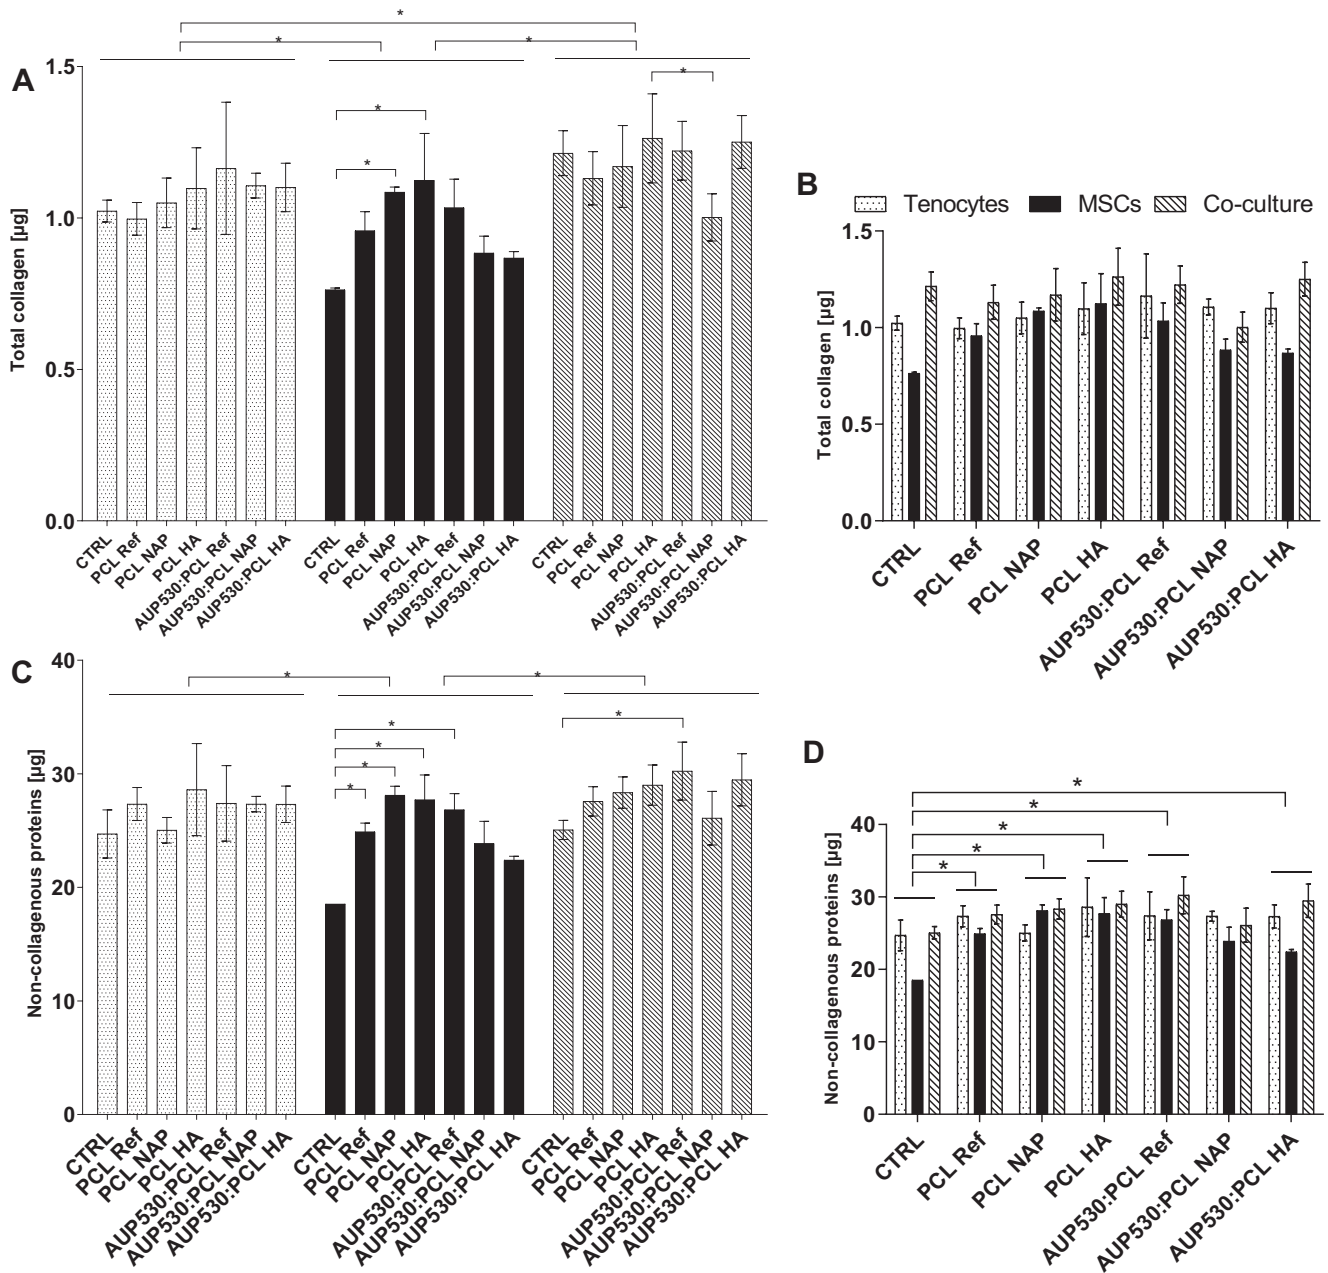 A
Total collagen [µg]
1.5
1.0
0.5
0.0
*
*
*
*
*
*
CTRL
PCL Ref
PCL NAP
PCL HA
AUP530:PCL Ref
AUP530:PCL NAP
AUP530:PCL HA
CTRL
PCL Ref
PCL NAP
PCL HA
AUP530:PCL Ref
AUP530:PCL NAP
AUP530:PCL HA
CTRL
PCL Ref
PCL NAP
PCL HA
AUP530:PCL Ref
AUP530:PCL NAP
AUP530:PCL HA
B
Tenocytes MSCs Co-culture
Total collagen [µg]
1.5
1.0
0.5
0.0
CTRL
PCL Ref
PCL NAP
PCL HA
AUP530:PCL Ref
AUP530:PCL NAP
AUP530:PCL HA
C
Non-collagenous proteins [µg]
40
30
20
10
0
*
*
*
*
*
*
*
CTRL
PCL Ref
PCL NAP
PCL HA
AUP530:PCL Ref
AUP530:PCL NAP
AUP530:PCL HA
CTRL
PCL Ref
PCL NAP
PCL HA
AUP530:PCL Ref
AUP530:PCL NAP
AUP530:PCL HA
CTRL
PCL Ref
PCL NAP
PCL HA
AUP530:PCL Ref
AUP530:PCL NAP
AUP530:PCL HA
D
Non-collagenous proteins [µg]
40
30
20
10
0
*
*
*
*
*
CTRL
PCL Ref
PCL NAP
PCL HA
AUP530:PCL Ref
AUP530:PCL NAP
AUP530:PCL HA